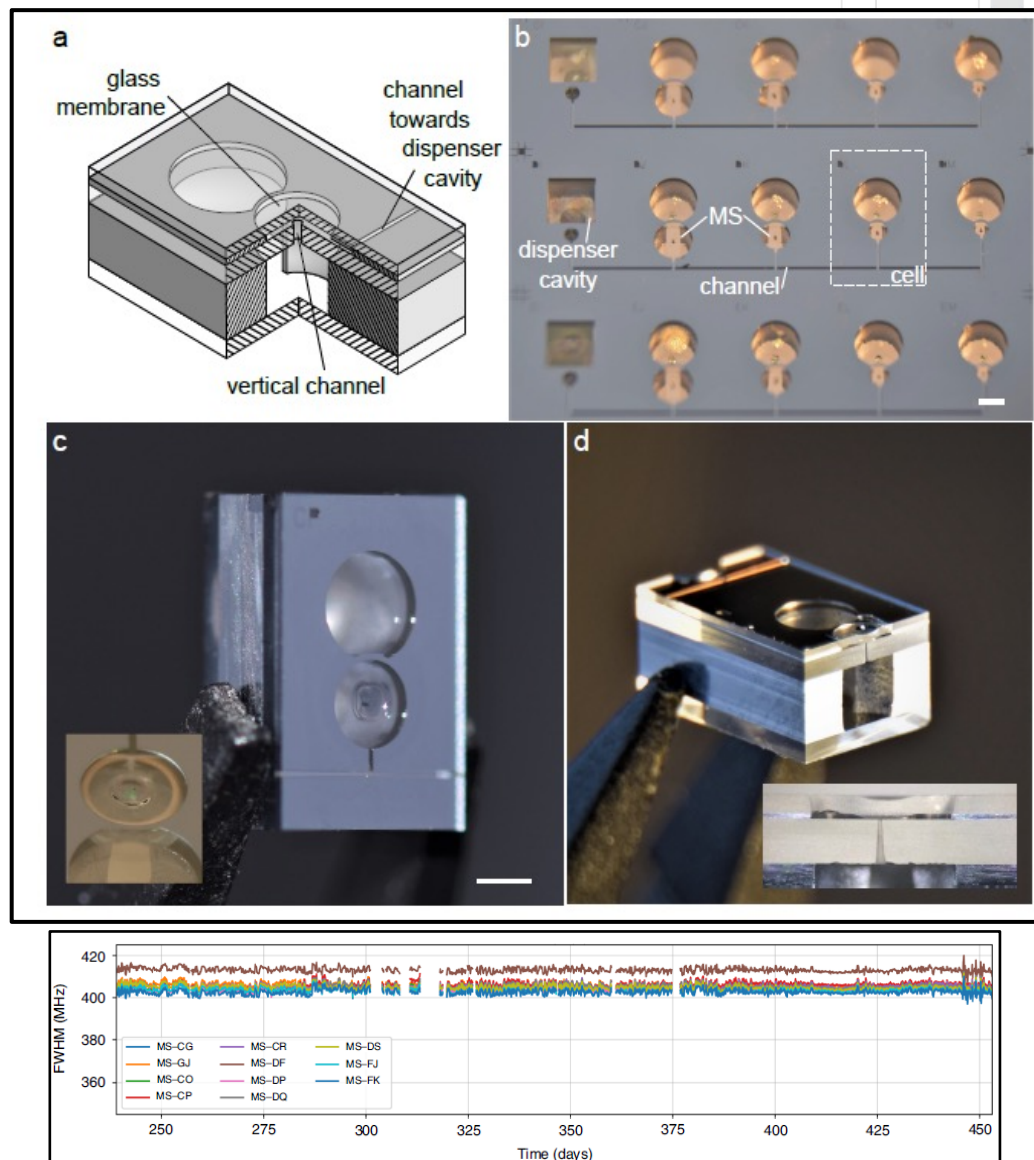 a
glass
membrane
channel
towards
dispenser
cavity
vertical channel
b
MS
dispenser
cavity
channel
cell
c
d
FWHM (MHz)
420
400
380
360
MS–CG
MS–GJ
MS–CO
MS–CP
MS–CR
MS–DF
MS–DP
MS–DQ
MS–DS
MS–FJ
MS–FK
250
275
300
325
350
375
400
425
450
Time (days)